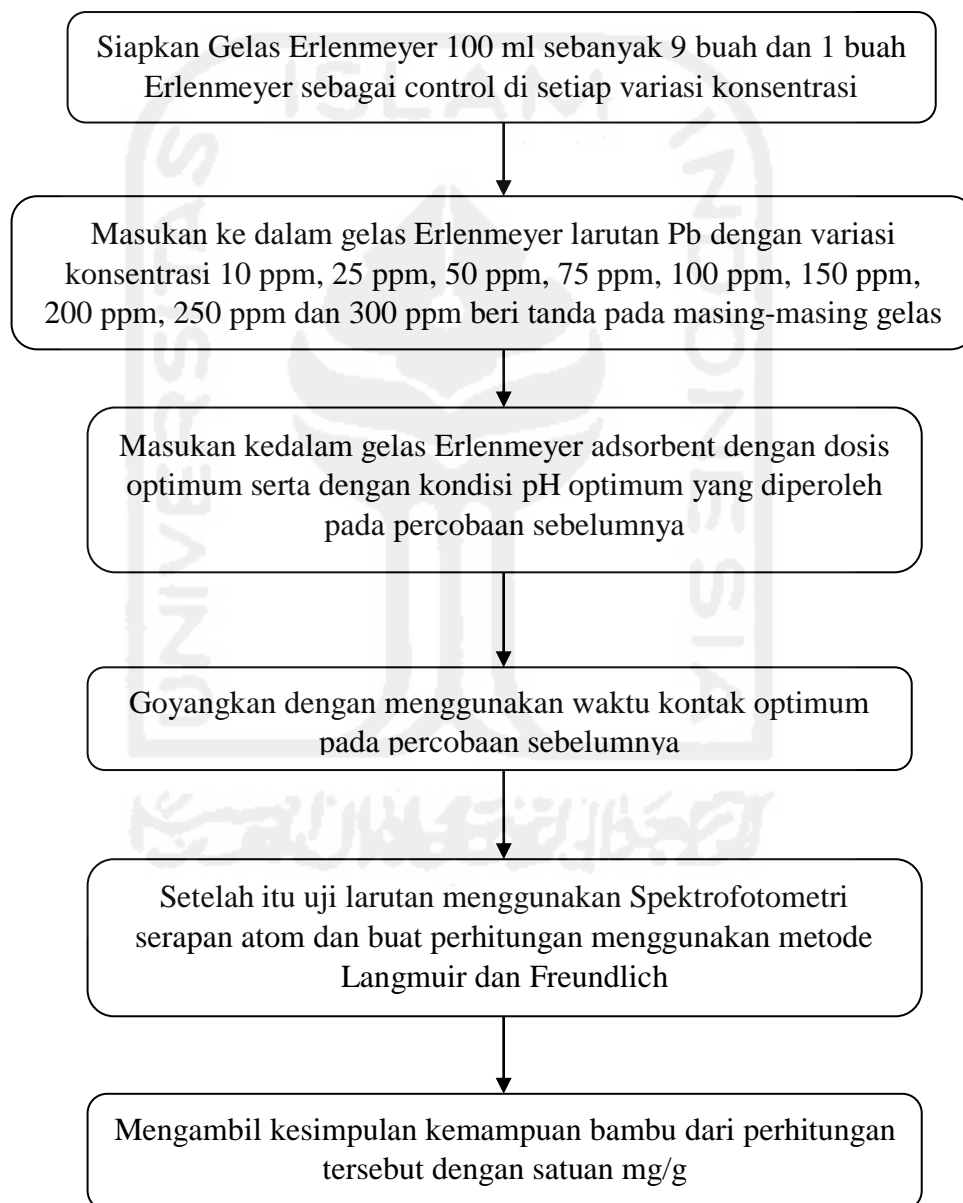 Siapkan Gelas Erlenmeyer 100 ml sebanyak 9 buah dan 1 buah
Erlenmeyer sebagai control di setiap variasi konsentrasi
Masukan ke dalam gelas Erlenmeyer larutan Pb dengan variasi
konsentrasi 10 ppm, 25 ppm, 50 ppm, 75 ppm, 100 ppm, 150 ppm,
200 ppm, 250 ppm dan 300 ppm beri tanda pada masing-masing gelas
Masukan kedalam gelas Erlenmeyer adsorbent dengan dosis
optimum serta dengan kondisi pH optimum yang diperoleh
pada percobaan sebelumnya
Goyangkan dengan menggunakan waktu kontak optimum
pada percobaan sebelumnya
Setelah itu uji larutan menggunakan Spektrofotometri
serapan atom dan buat perhitungan menggunakan metode
Langmuir dan Freundlich
Mengambil kesimpulan kemampuan bambu dari perhitungan
tersebut dengan satuan mg/g
UNIVERSITAS
ISLAM
INDONESIA